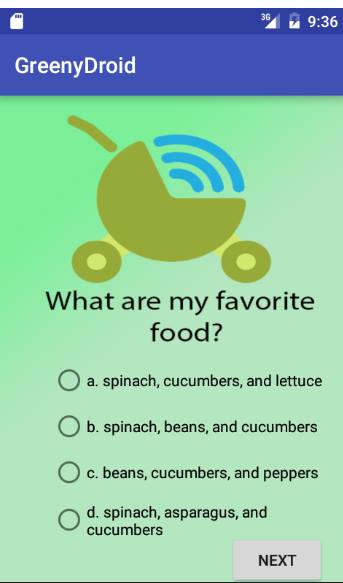 3G 9:36
GreenyDroid
What are my favorite
food?
a. spinach, cucumbers, and lettuce
b. spinach, beans, and cucumbers
c. beans, cucumbers, and peppers
d. spinach, asparagus, and
cucumbers
NEXT